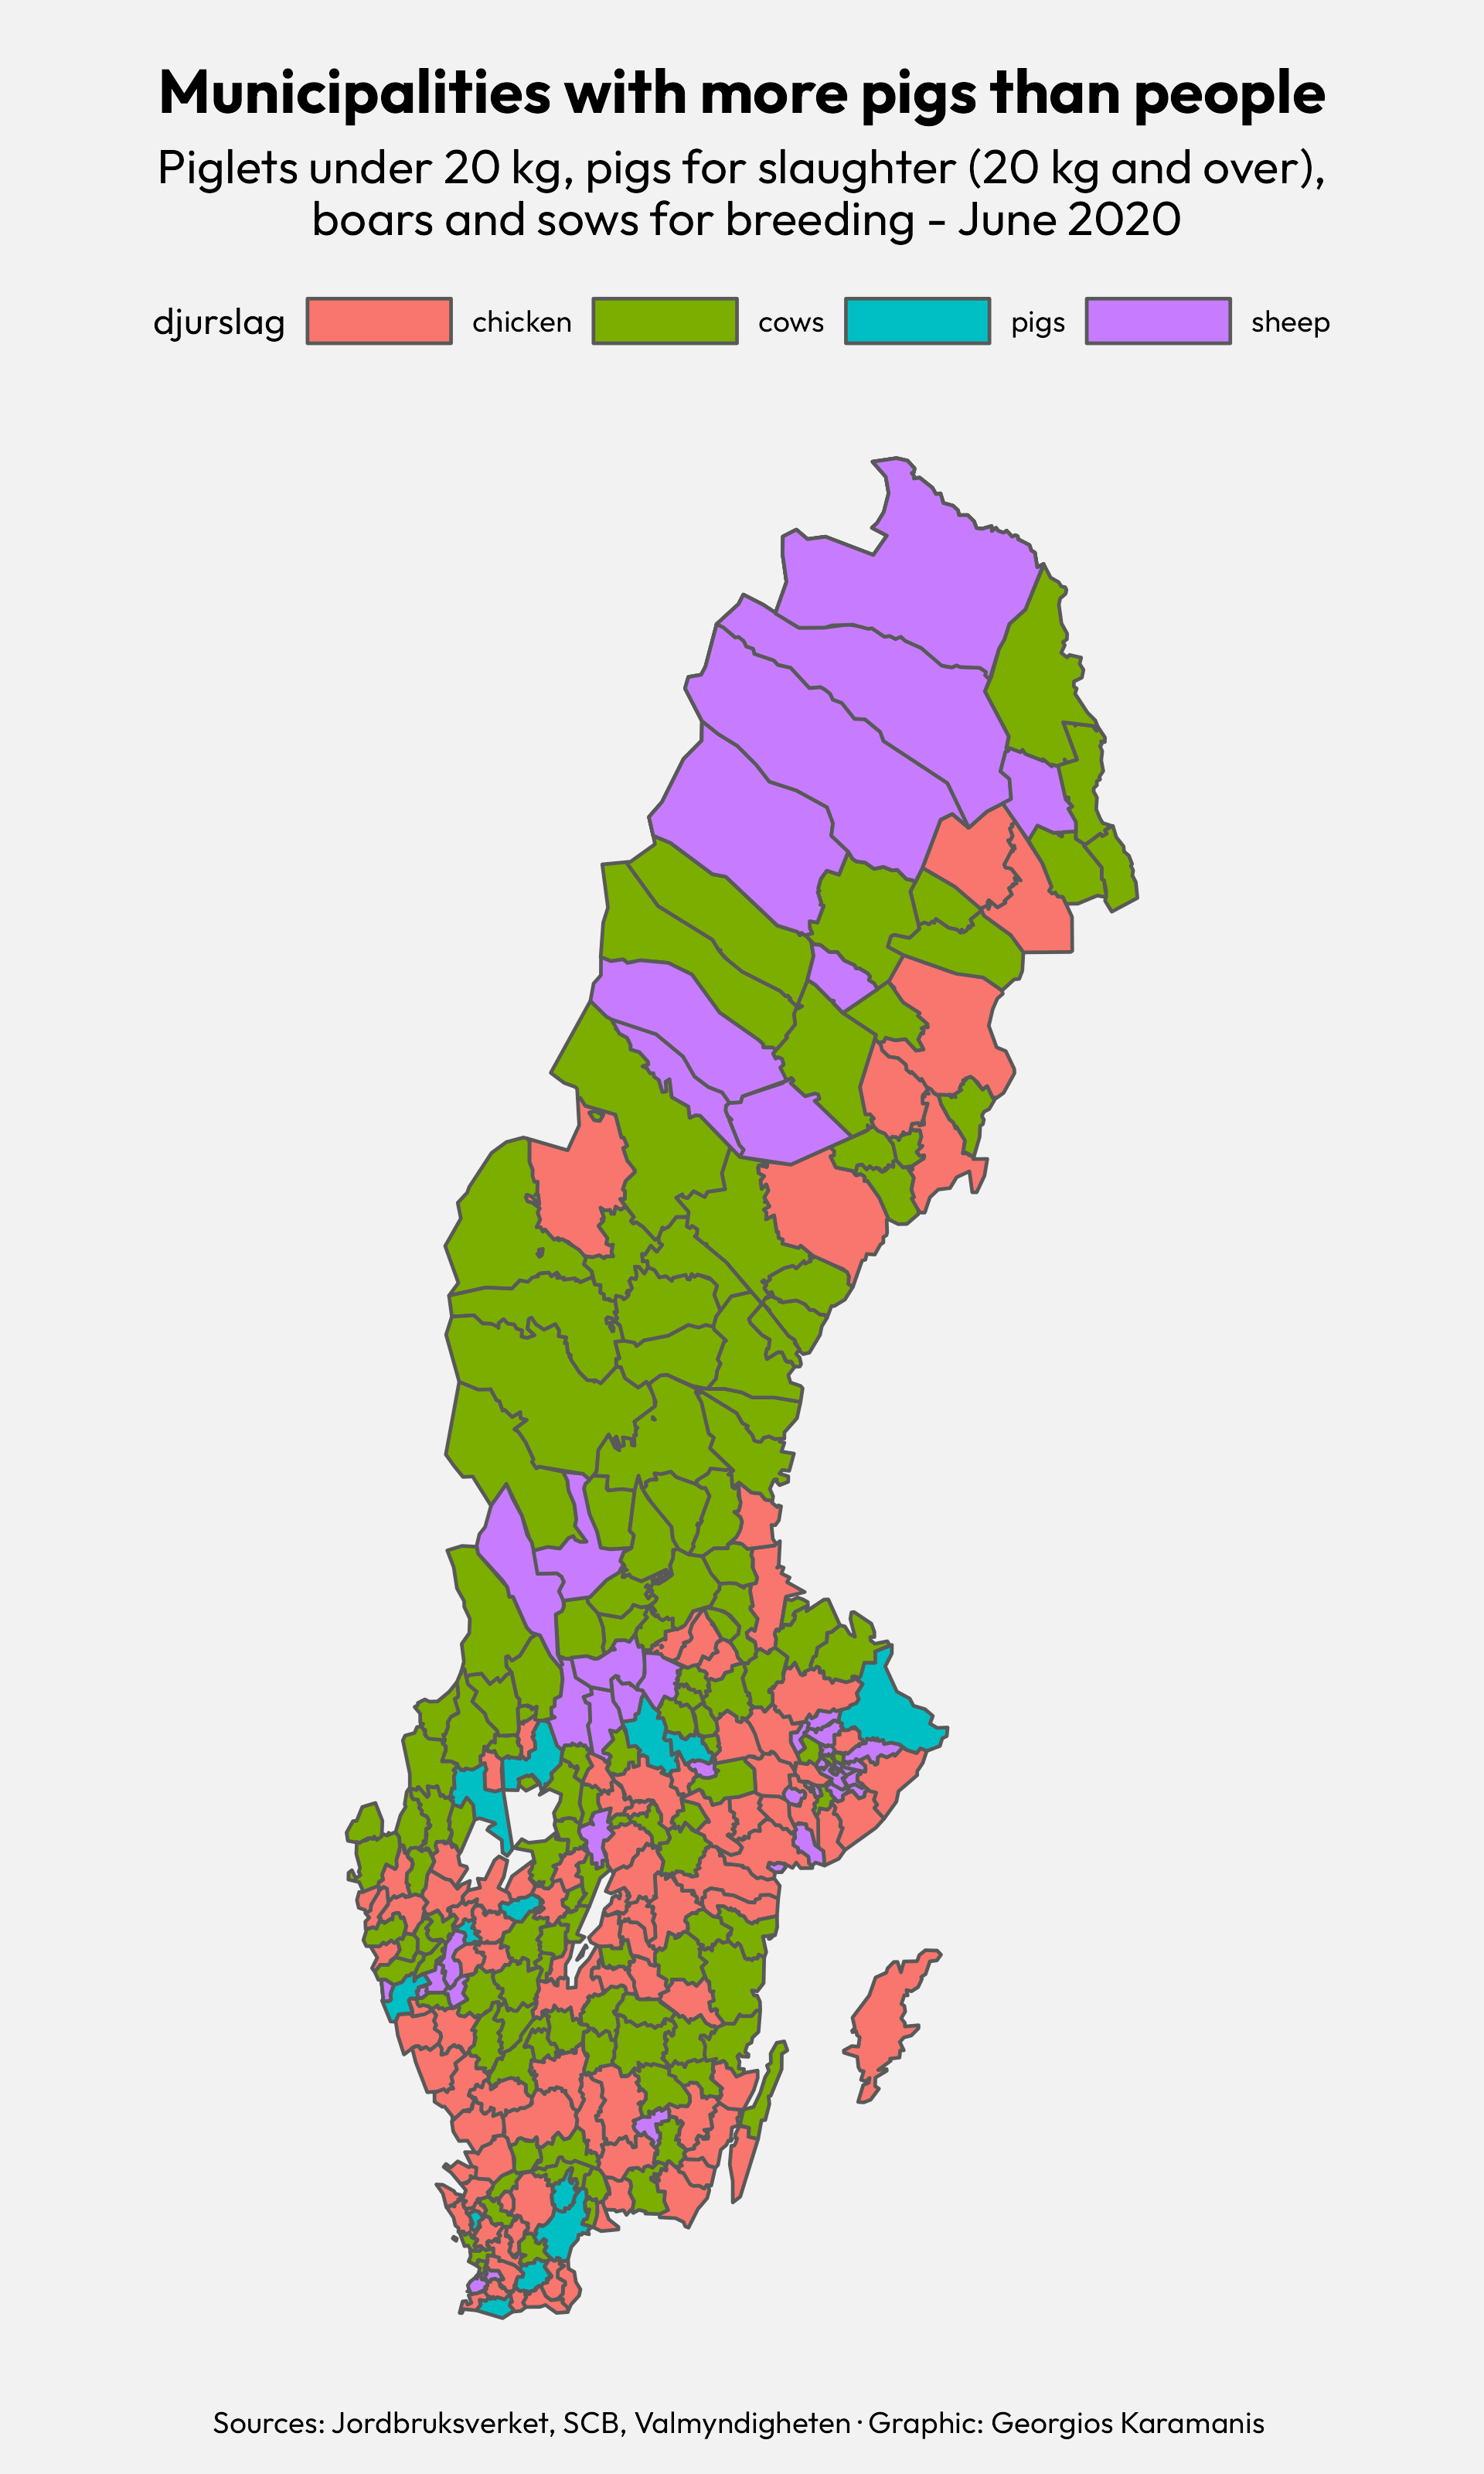 Municipalities with more pigs than people
Piglets under 20 kg, pigs for slaughter (20 kg and over),
boars and sows for breeding - June 2020
djurslag chicken cows pigs sheep
Sources: Jordbruksverket, SCB, Valmyndigheten · Graphic: Georgios Karamanis